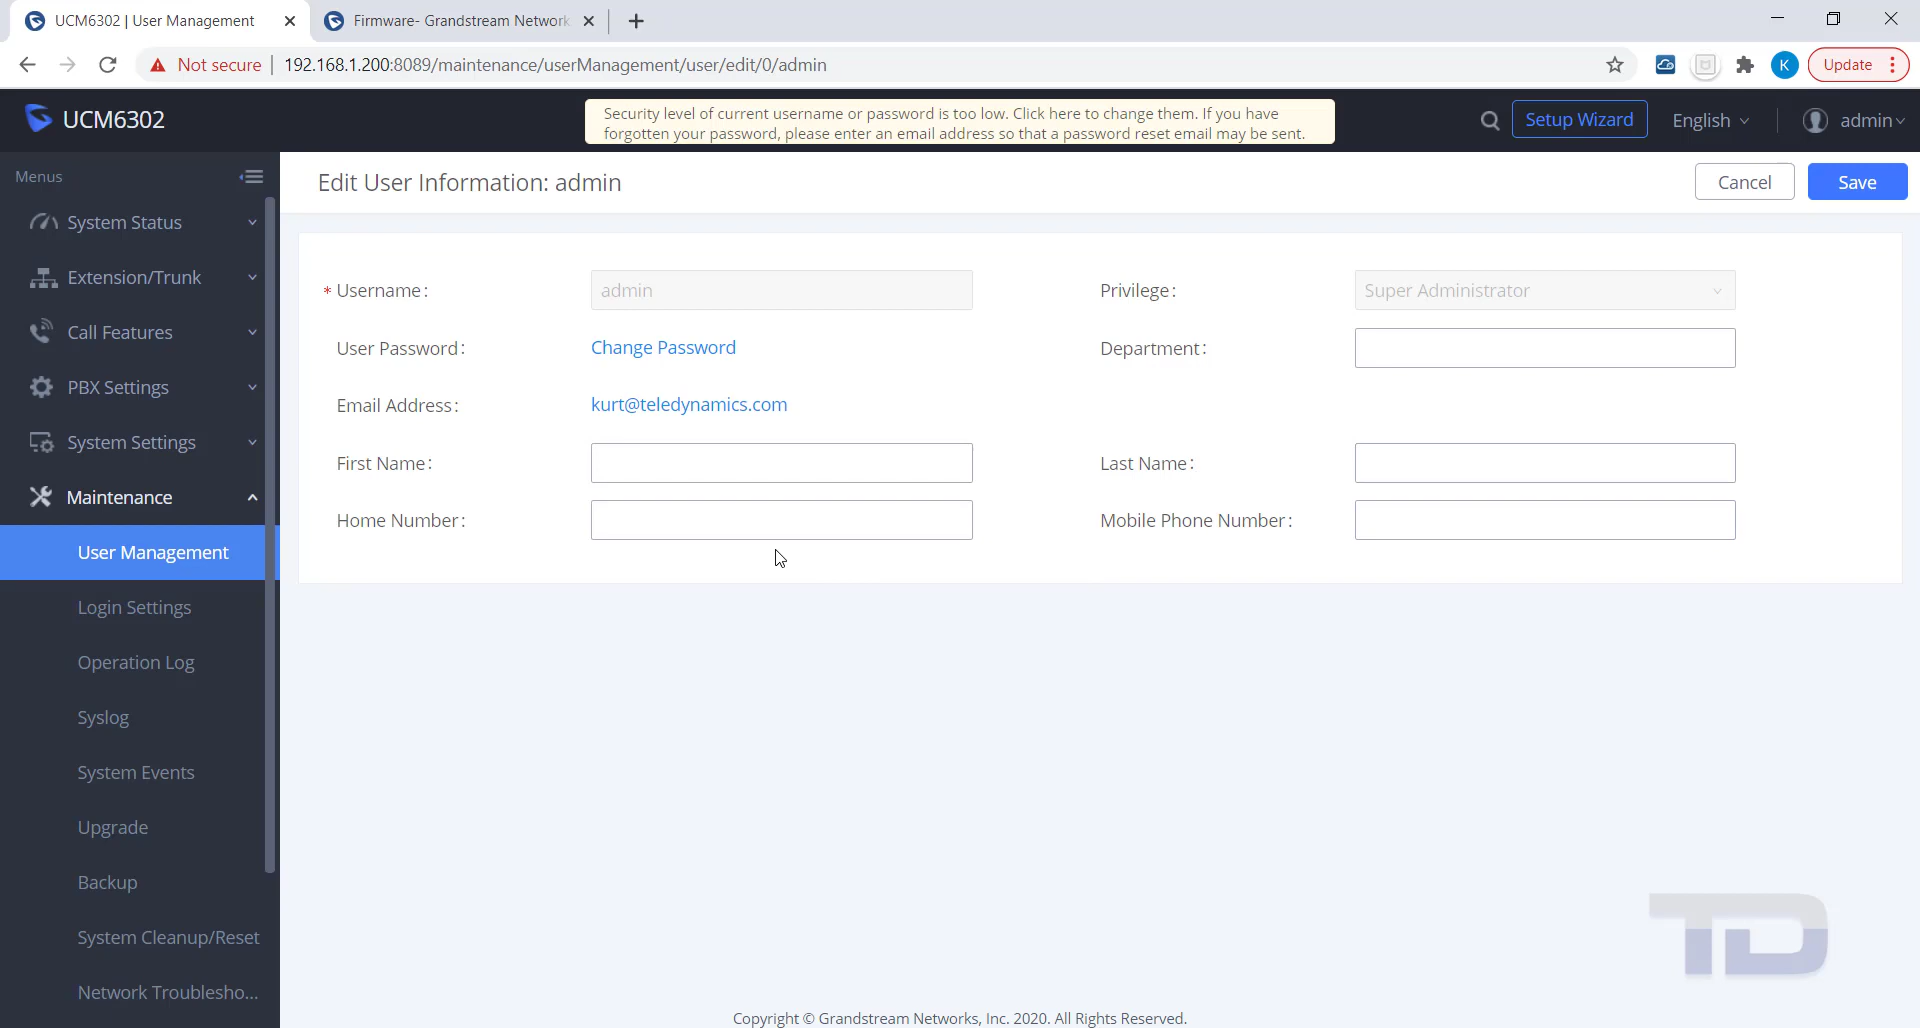 UCM6302 | User Management
Firmware- Grandstream Network
Not secure
192.168.1.200:8089/maintenance/userManagement/user/edit/0/admin
K
Update
UCM6302
Security level of current username or password is too low. Click here to change them. If you have
forgotten your password, please enter an email address so that a password reset email may be sent.
Setup Wizard
English
admin
Menus
System Status
Extension/Trunk
Call Features
PBX Settings
System Settings
Maintenance
User Management
Login Settings
Operation Log
Syslog
System Events
Upgrade
Backup
System Cleanup/Reset
Network Troublesho...
Edit User Information: admin
Cancel
Save
* Username:
admin
Privilege:
Super Administrator
User Password:
Change Password
Department:
Email Address:
kurt@teledynamics.com
First Name:
Last Name:
Home Number:
Mobile Phone Number:
TD
Copyright © Grandstream Networks, Inc. 2020. All Rights Reserved.